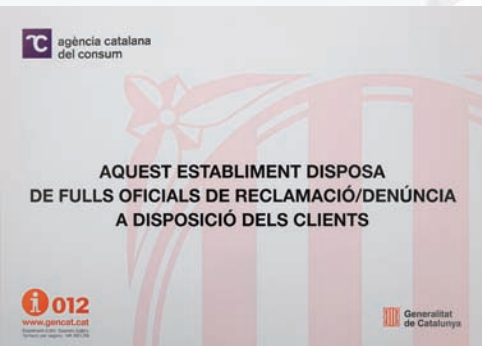 agència catalana
del consum
AQUEST ESTABLIMENT DISPOSA
DE FULLS OFICIALS DE RECLAMACIÓ/DENÚNCIA
A DISPOSICIÓ DELS CLIENTS
012
www.gencat.cat
Generalitat
de Catalunya